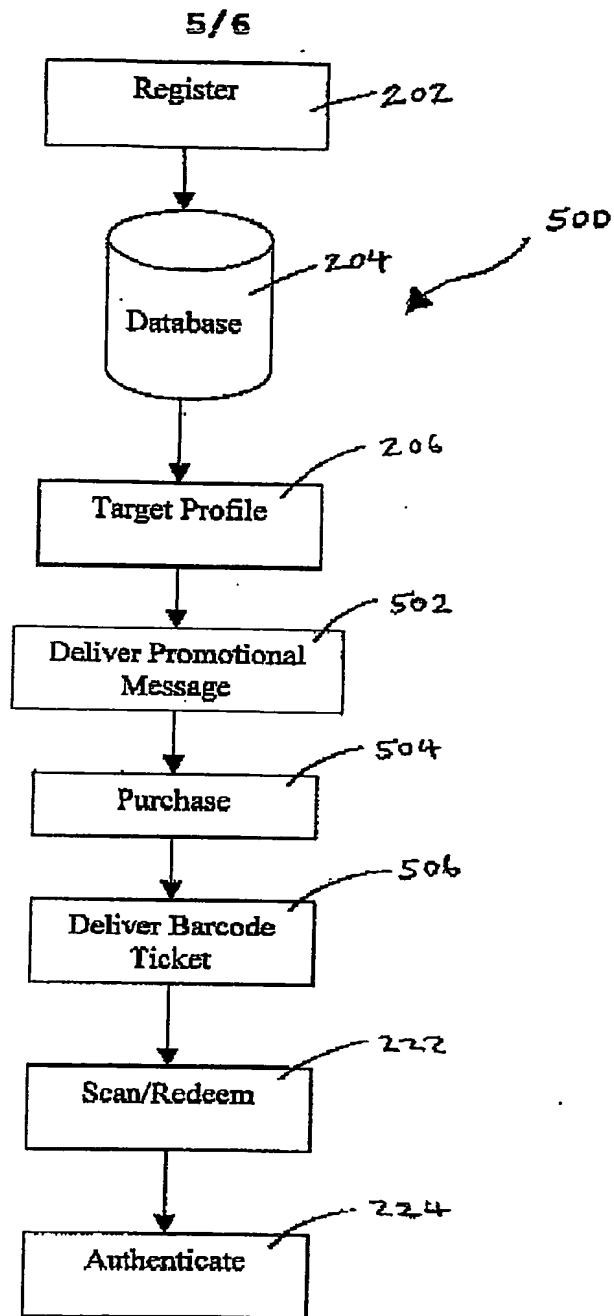 5/6
Register
202
500
204
Database
206
Target Profile
502
Deliver Promotional
Message
504
Purchase
506
Deliver Barcode
Ticket
222
Scan/Redeem
224
Authenticate